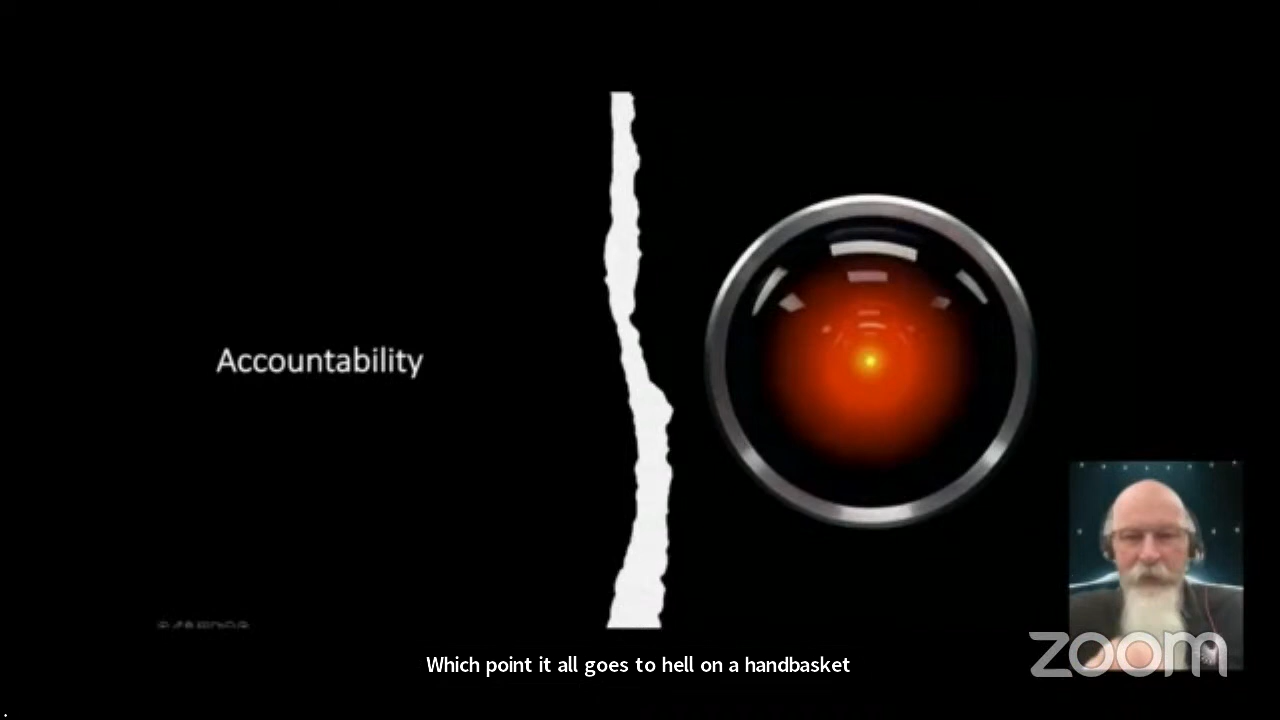 Accountability
Which point it all goes to hell on a handbasket
zoom